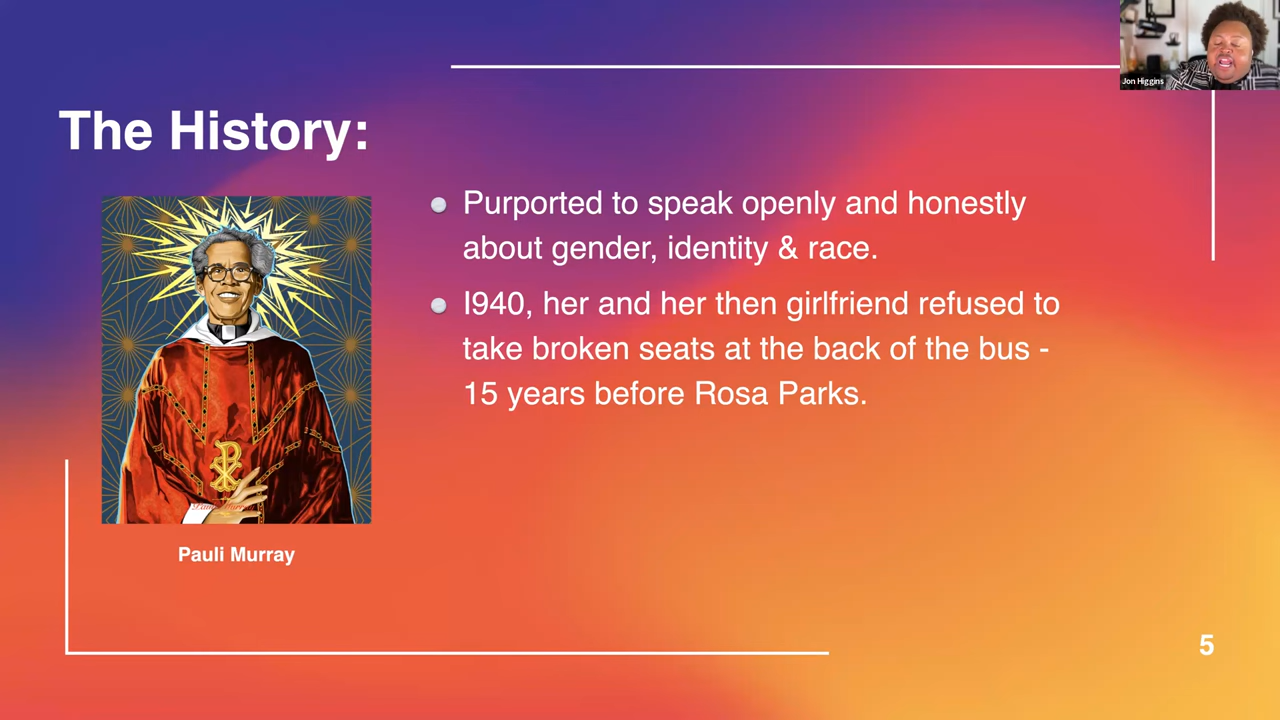 Jon Higgins
The History:
Purported to speak openly and honestly
about gender, identity & race.
I940, her and her then girlfriend refused to
take broken seats at the back of the bus -
15 years before Rosa Parks.
Pauli Murray
5